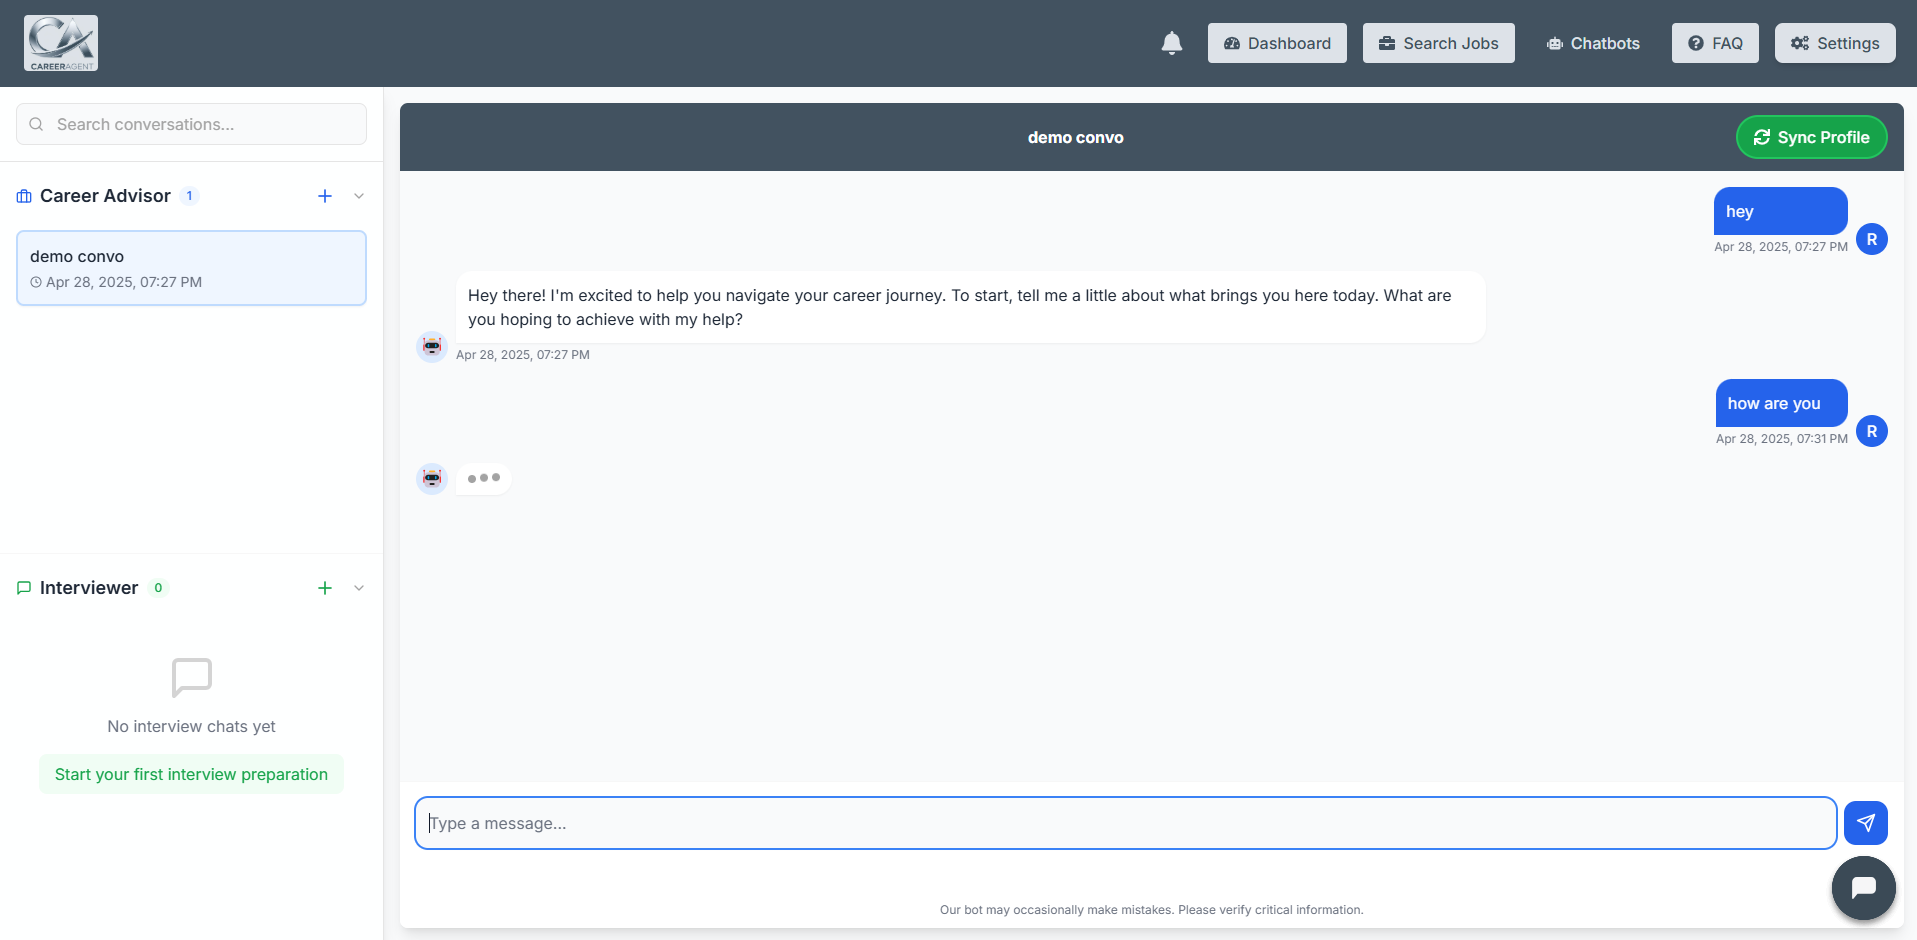 CA
CAREERAGENT
Dashboard
Search Jobs
Chatbots
FAQ
Settings
Search conversations...
Career Advisor 1
demo convo
Apr 28, 2025, 07:27 PM
Interviewer 0
No interview chats yet
Start your first interview preparation
demo convo
Sync Profile
hey
Apr 28, 2025, 07:27 PM
R
Hey there! I'm excited to help you navigate your career journey. To start, tell me a little about what brings you here today. What are
you hoping to achieve with my help?
Apr 28, 2025, 07:27 PM
how are you
Apr 28, 2025, 07:31 PM
R
Type a message...
Our bot may occasionally make mistakes. Please verify critical information.